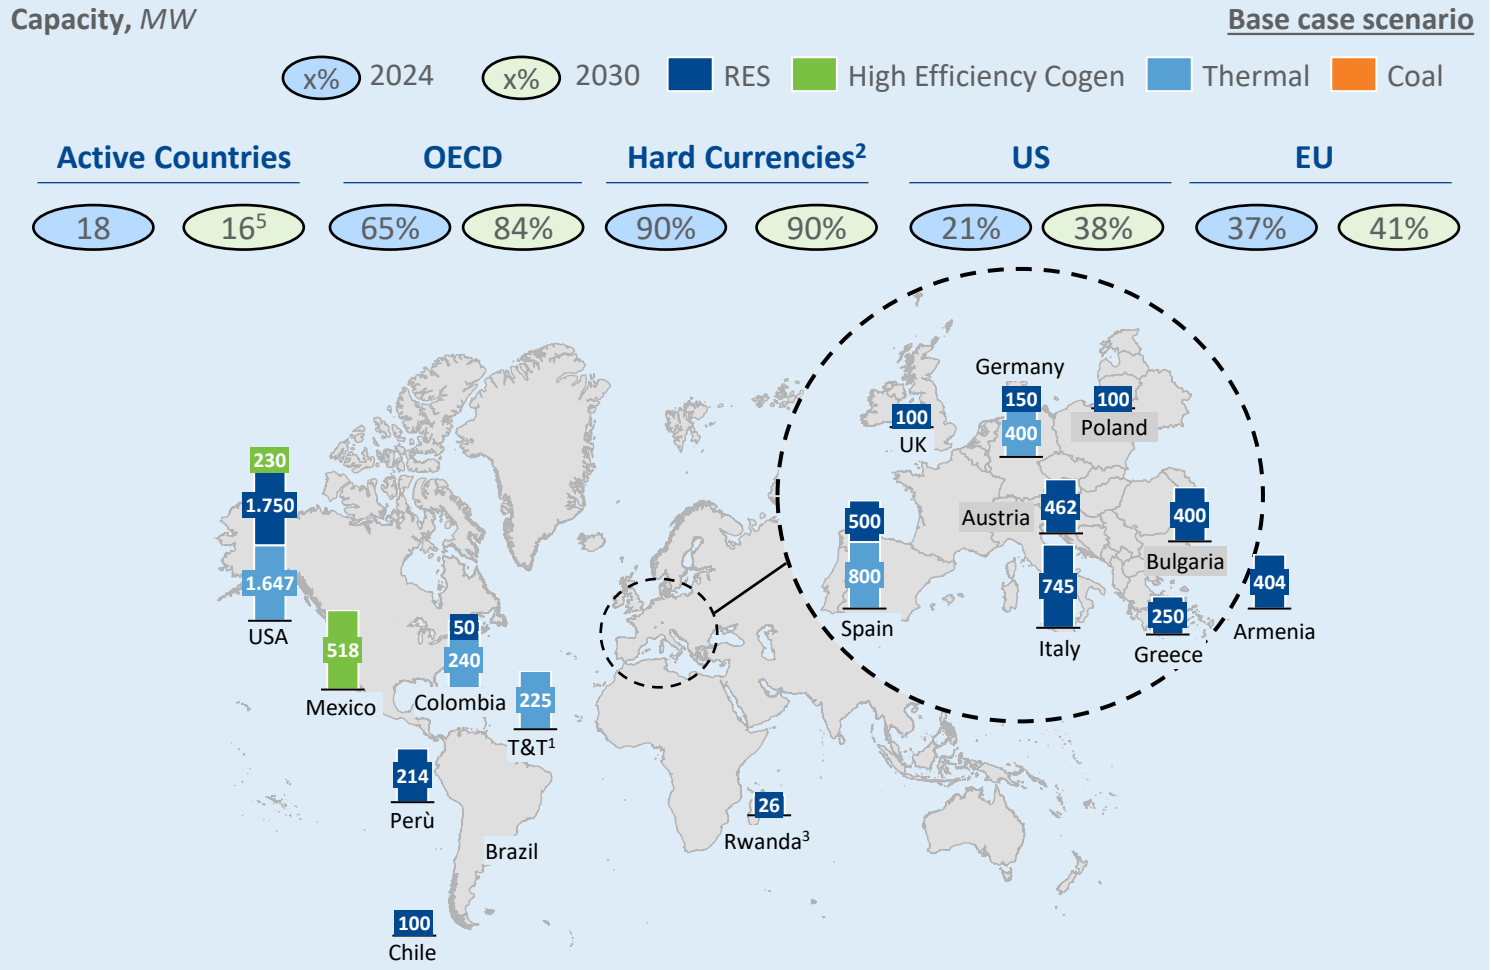 Capacity, MW
Base case scenario
x% 2024 x% 2030 RES High Efficiency Cogen Thermal Coal
Active Countries OECD Hard Currencies² US EU
18 16⁵ 65% 84% 90% 90% 21% 38% 37% 41%
230
1.750
1.647
USA
518
Mexico
50
240
Colombia
225
T&T¹
214
Perù
Brazil
100
Chile
26
Rwanda³
100
UK
Germany
150
400
100
Poland
Austria
462
400
Bulgaria
500
800
Spain
745
Italy
250
Greece
404
Armenia